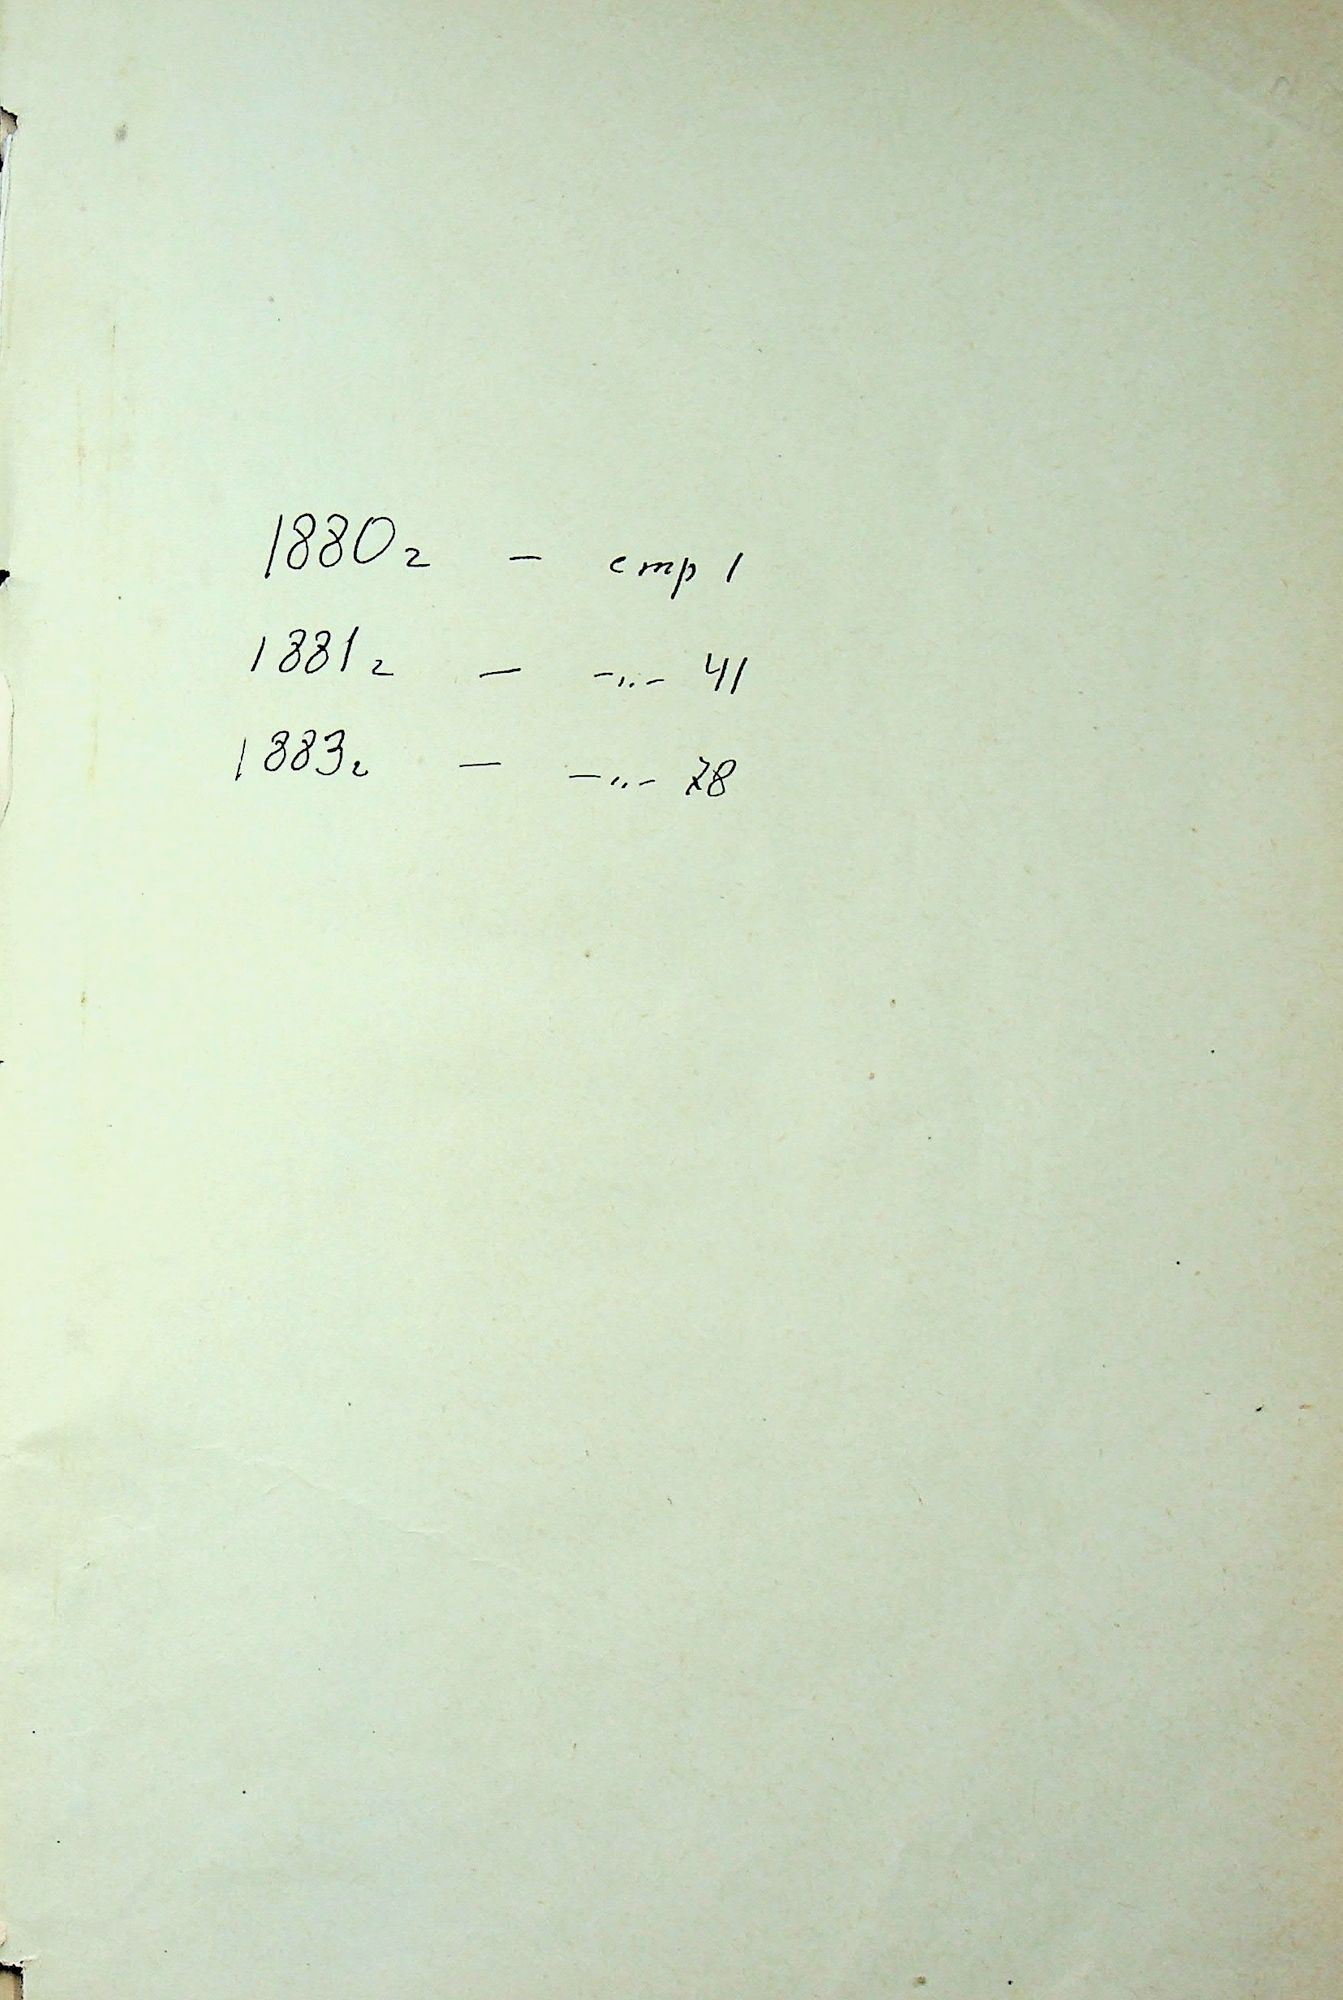 1880г — стр 1
1881г — -"- 41
1883г — -"- 78